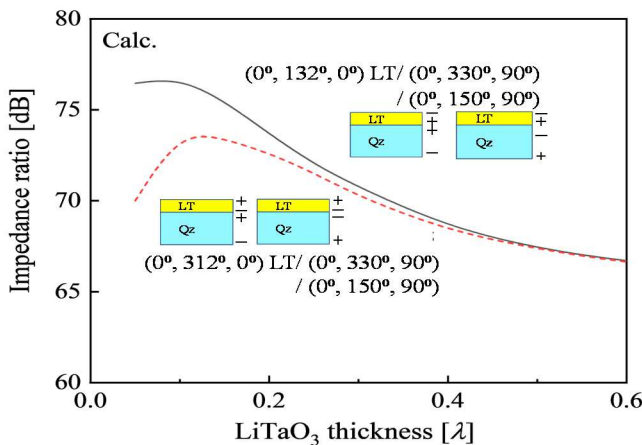 80
75
70
65
60
Impedance ratio [dB]
Calc.
(0º, 132º, 0º) LT/ (0º, 330º, 90º)
/ (0º, 150º, 90º)
LT
Qz
−
+
+
−
LT
Qz
−
+
−
+
LT
Qz
+
−
+
−
LT
Qz
+
−
−
+
(0º, 312º, 0º) LT/ (0º, 330º, 90º)
/ (0º, 150º, 90º)
0.0
0.2
0.4
0.6
LiTaO₃ thickness [λ]